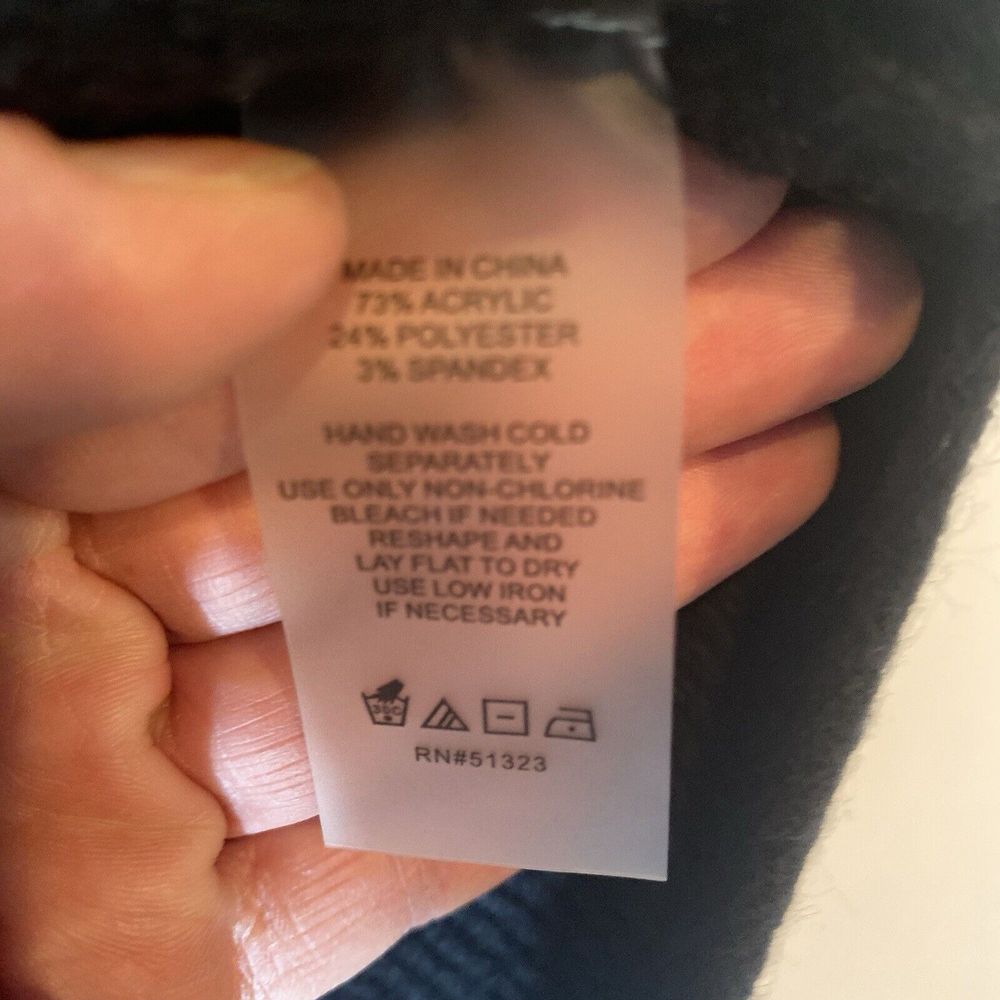 MADE IN CHINA
73% ACRYLIC
24% POLYESTER
3% SPANDEX
HAND WASH COLD
SEPARATELY
USE ONLY NON-CHLORINE
BLEACH IF NEEDED
RESHAPE AND
LAY FLAT TO DRY
USE LOW IRON
IF NECESSARY
30C
RN#51323